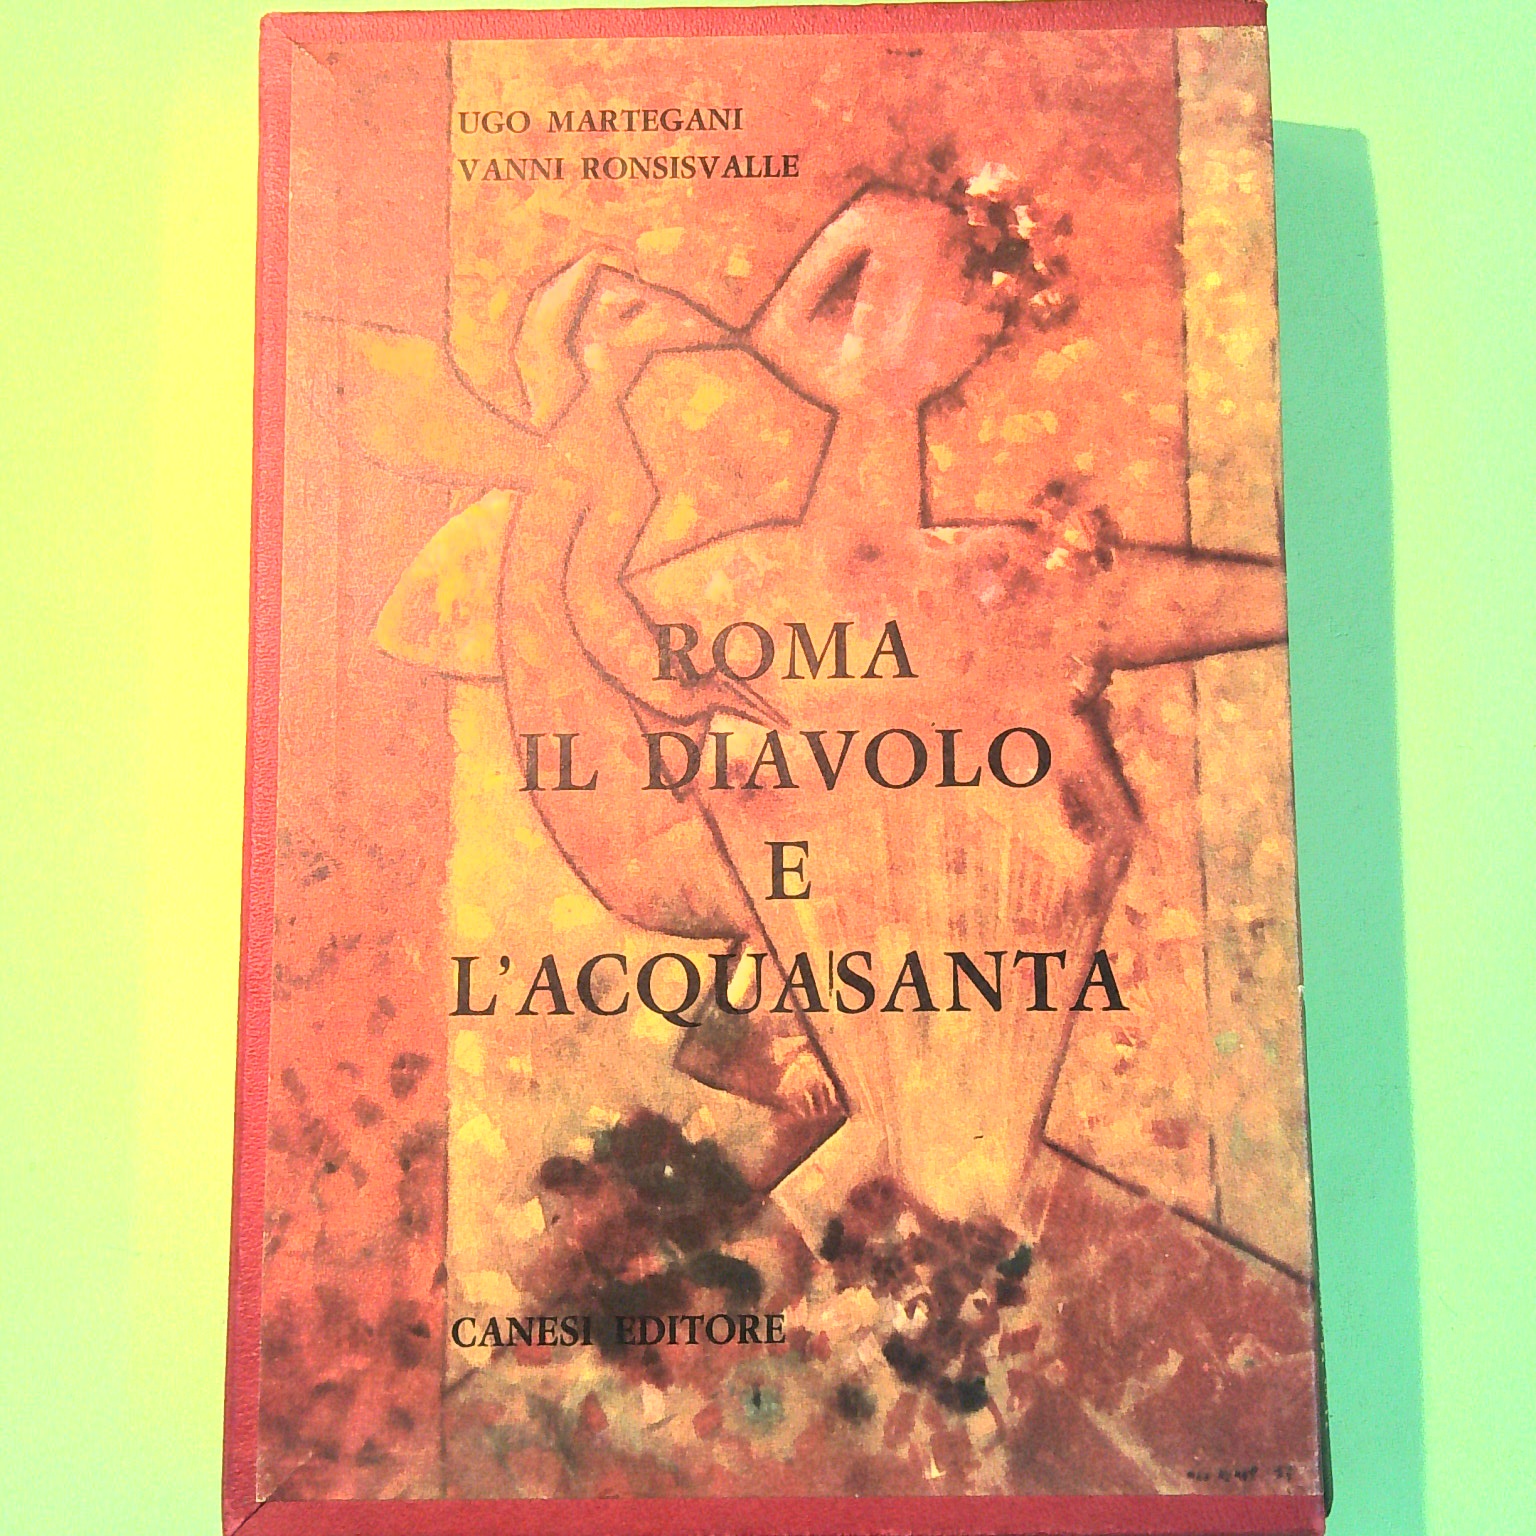 UGO MARTEGANI
VANNI RONSISVALLE
ROMA
IL DIAVOLO
E
L'ACQUASANTA
CANESI EDITORE